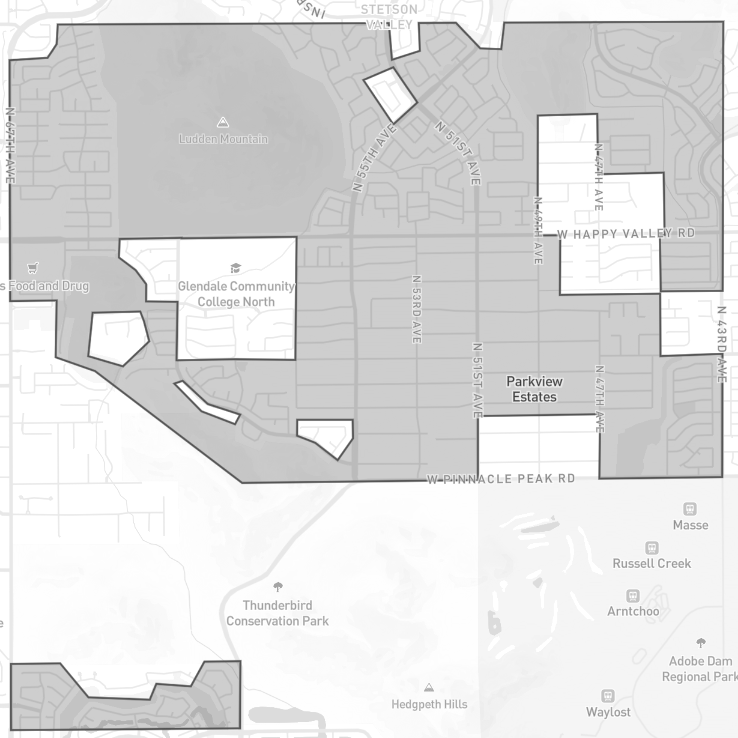 STETSON
VALLEY
N 67TH AVE
Ludden Mountain
N 55TH AVE
N 51ST AVE
N 47TH AVE
N 49TH AVE
W HAPPY VALLEY RD
s Food and Drug
Glendale Community
College North
N 53RD AVE
N 43RD AVE
N 51ST AVE
N 47TH AVE
Parkview
Estates
W PINNACLE PEAK RD
Masse
Russell Creek
Arntchoo
Thunderbird
Conservation Park
Adobe Dam
Regional Park
Hedgpeth Hills
Waylost